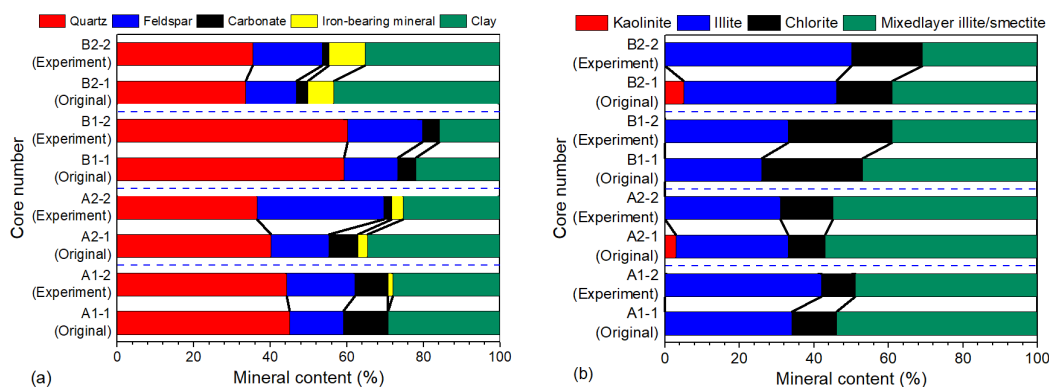 Quartz Feldspar Carbonate Iron-bearing mineral Clay
Core number
B2-2
(Experiment)
B2-1
(Original)
B1-2
(Experiment)
B1-1
(Original)
A2-2
(Experiment)
A2-1
(Original)
A1-2
(Experiment)
A1-1
(Original)
0 20 40 60 80 100
(a) Mineral content (%)
Kaolinite Illite Chlorite Mixedlayer illite/smectite
Core number
B2-2
(Experiment)
B2-1
(Original)
B1-2
(Experiment)
B1-1
(Original)
A2-2
(Experiment)
A2-1
(Original)
A1-2
(Experiment)
A1-1
(Original)
0 20 40 60 80 100
(b) Mineral content (%)